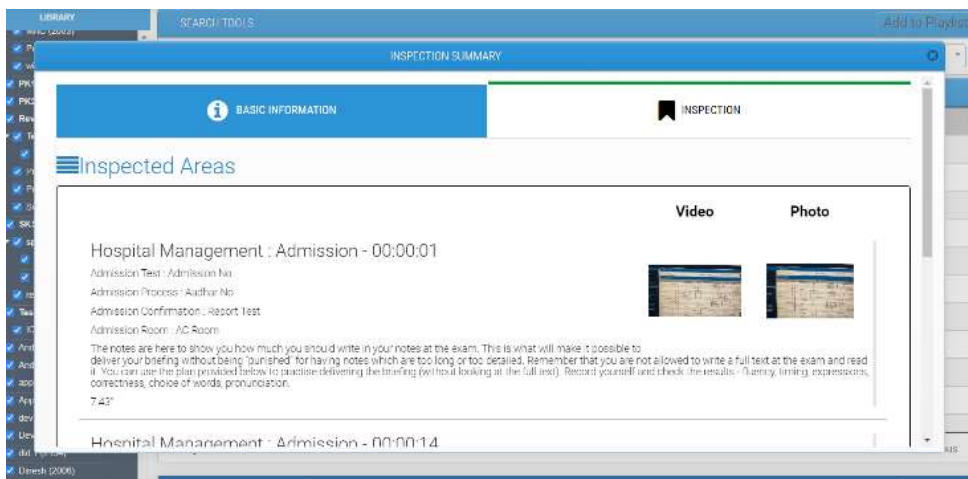 LIBRARY
SEARCH TOOLS
Add to Playlist
INSPECTION SUMMARY
BASIC INFORMATION
INSPECTION
Inspected Areas
Video Photo
Hospital Management : Admission - 00:00:01
Admission Test : Admission No
Admission Process : Aadhar No
Admission Confirmation : Report Test
Admission Room : AC Room
The notes are here to show you how much you should write in your notes at the exam. This is what will make it possible to
deliver your briefing without being 'punished' for having notes which are too long or too detailed. Remember that you are not allowed to write a full text at the exam and read
it. You can use the plan provided below to practise delivering the briefing (without looking at the full text). Record yourself and check the results - fluency, timing, expressions,
correctness, choice of words, pronunciation.
7.43"
Hospital Management : Admission - 00:00:14
Dinesh (2006)